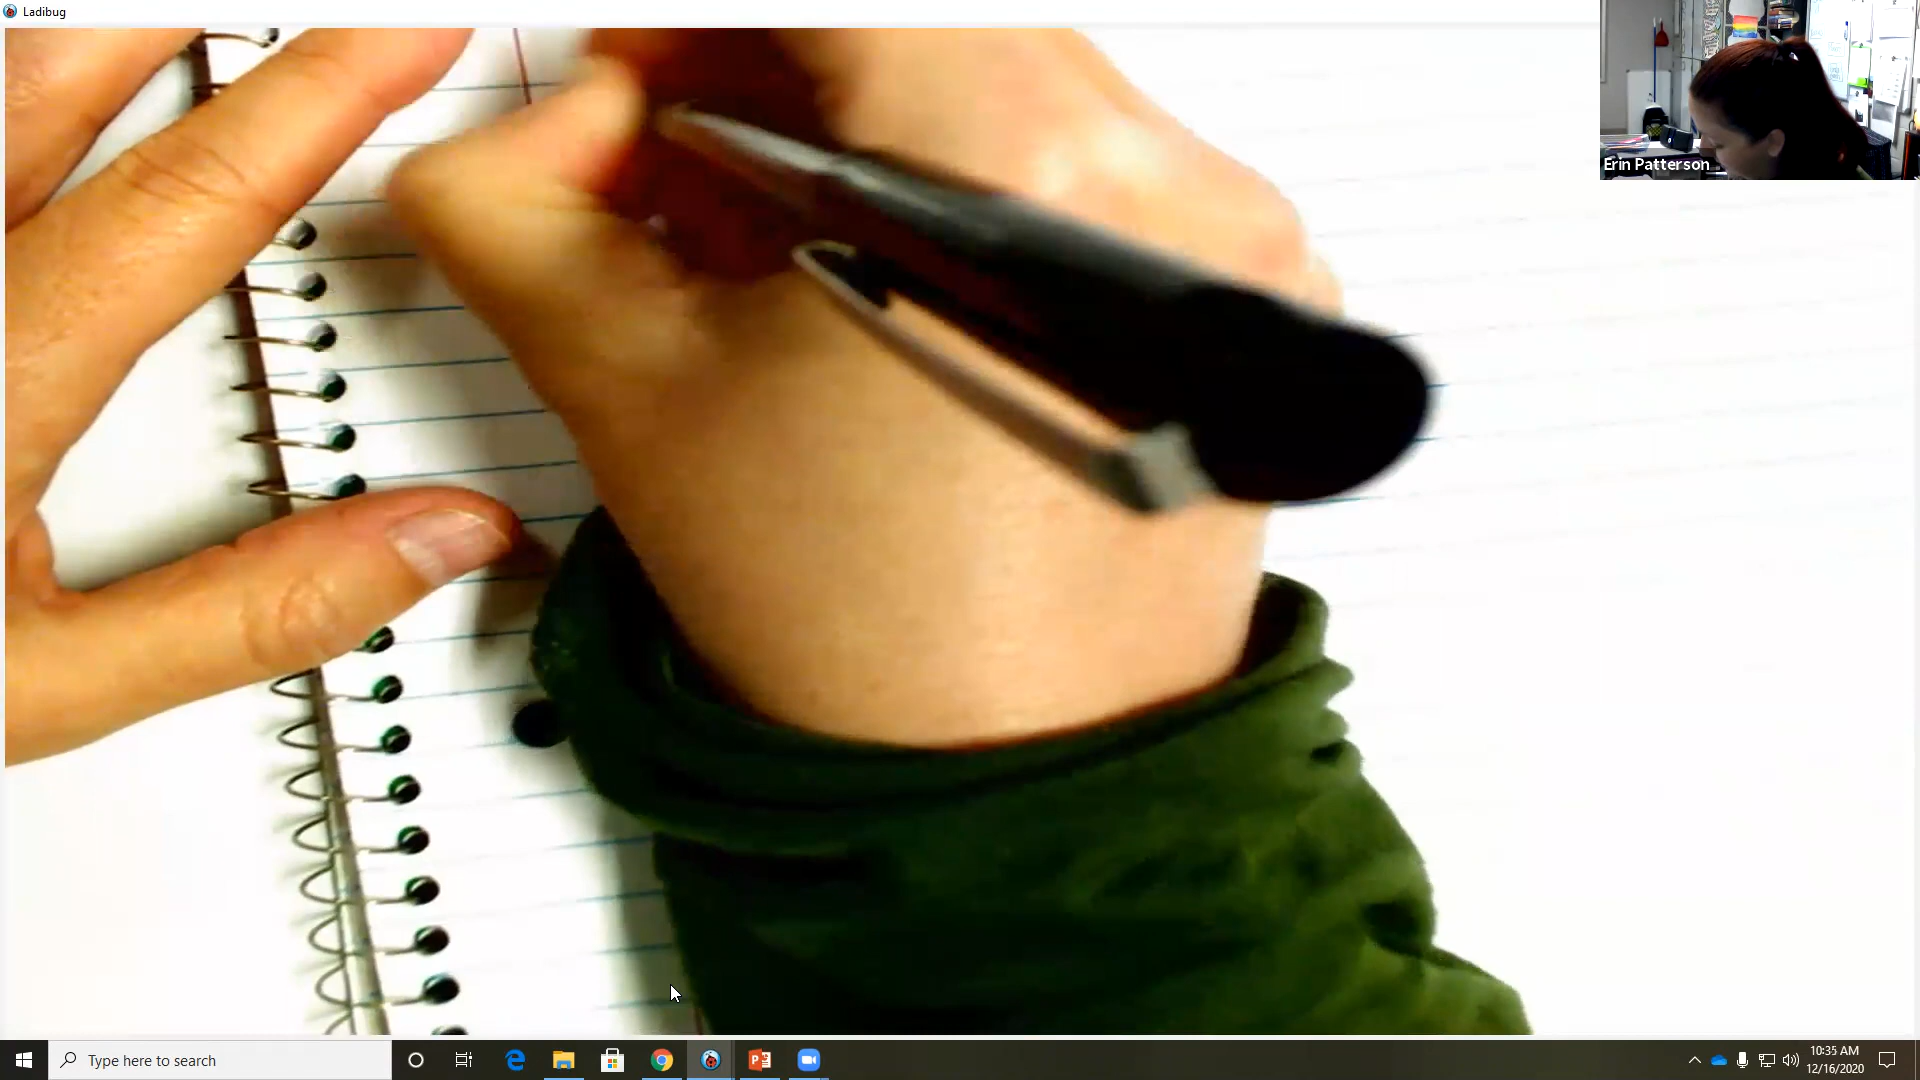 Ladibug
Erin Patterson
Type here to search
10:35 AM
12/16/2020